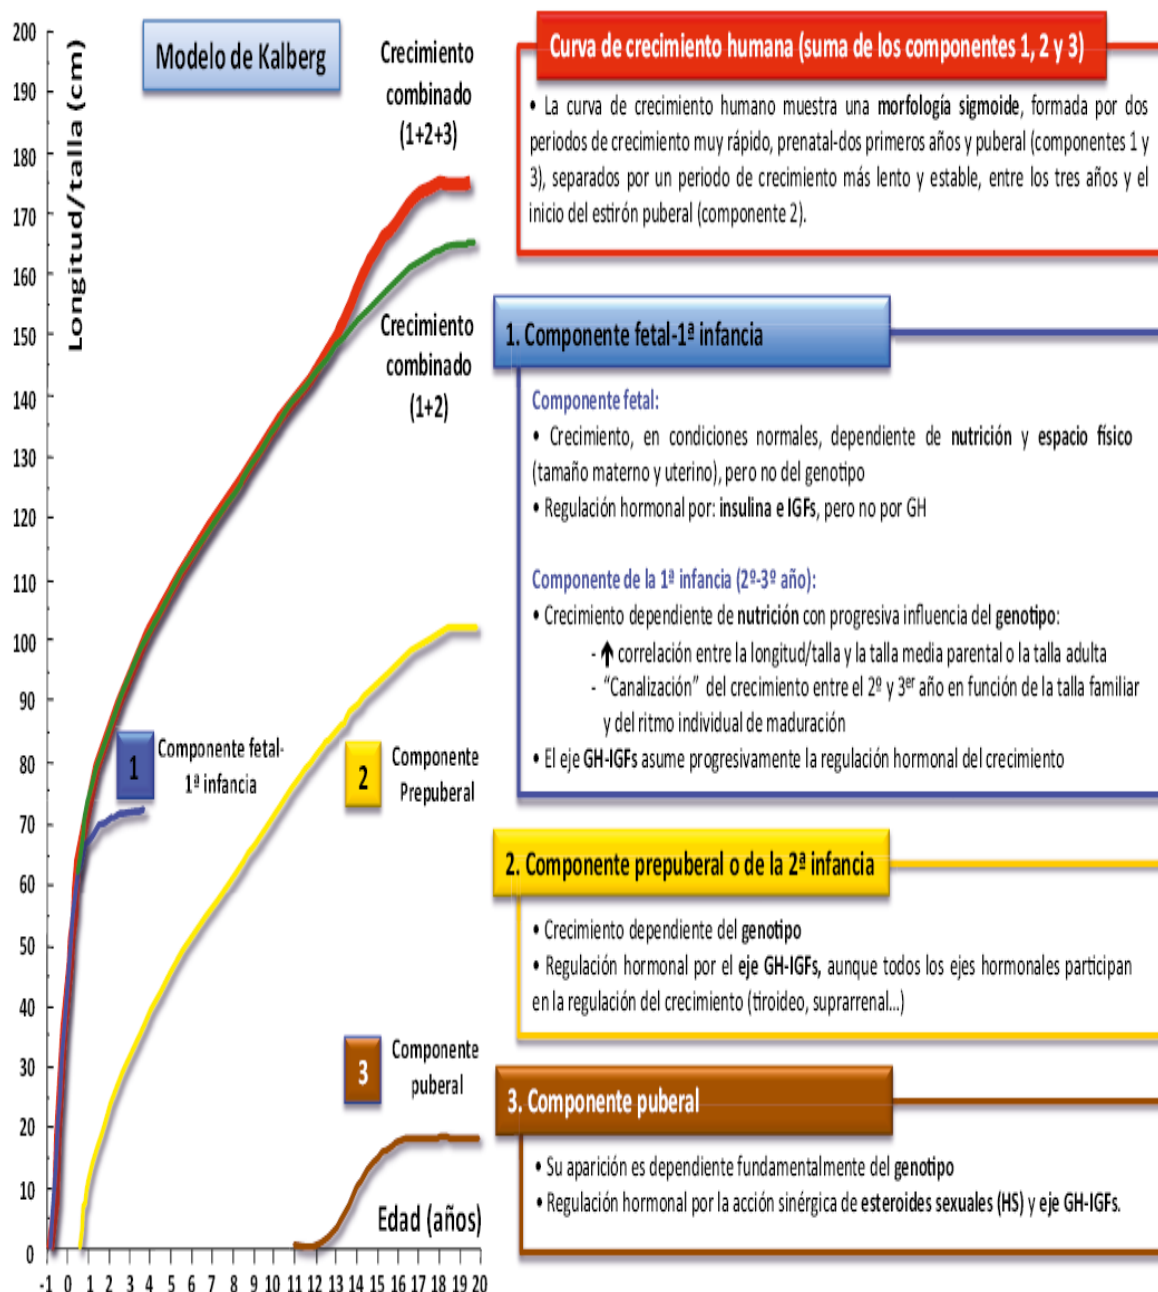 Modelo de Kalberg
Longitud/talla (cm)
200
190
180
170
160
150
140
130
120
110
100
90
80
70
60
50
40
30
20
10
0
-1 0 1 2 3 4 5 6 7 8 9 10 11 12 13 14 15 16 17 18 19 20
Edad (años)
Crecimiento
combinado
(1+2+3)
Crecimiento
combinado
(1+2)
1
Componente fetal-
1ª infancia
2
Componente
Prepuberal
3
Componente
puberal
Curva de crecimiento humana (suma de los componentes 1, 2 y 3)
• La curva de crecimiento humano muestra una morfología sigmoide, formada por dos
periodos de crecimiento muy rápido, prenatal-dos primeros años y puberal (componentes 1 y
3), separados por un periodo de crecimiento más lento y estable, entre los tres años y el
inicio del estirón puberal (componente 2).
1. Componente fetal-1ª infancia
Componente fetal:
• Crecimiento, en condiciones normales, dependiente de nutrición y espacio físico
(tamaño materno y uterino), pero no del genotipo
• Regulación hormonal por: insulina e IGFs, pero no por GH
Componente de la 1ª infancia (2º-3º año):
• Crecimiento dependiente de nutrición con progresiva influencia del genotipo:
- ↑ correlación entre la longitud/talla y la talla media parental o la talla adulta
- “Canalización” del crecimiento entre el 2º y 3er año en función de la talla familiar
y del ritmo individual de maduración
• El eje GH-IGFs asume progresivamente la regulación hormonal del crecimiento
2. Componente prepuberal o de la 2ª infancia
• Crecimiento dependiente del genotipo
• Regulación hormonal por el eje GH-IGFs, aunque todos los ejes hormonales participan
en la regulación del crecimiento (tiroideo, suprarrenal...)
3. Componente puberal
• Su aparición es dependiente fundamentalmente del genotipo
• Regulación hormonal por la acción sinérgica de esteroides sexuales (HS) y eje GH-IGFs.